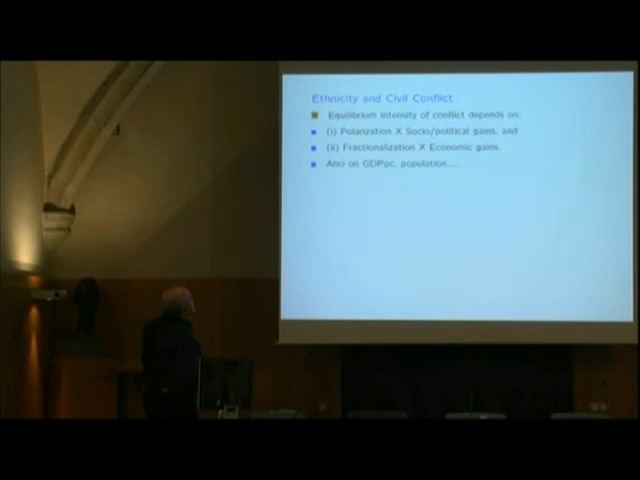 Ethnicity and Civil Conflict
Equilibrium intensity of conflict depends on:
(i) Polarization X Socio/political gains, and
(ii) Fractionalization X Economic gains.
Also on GDPpc, population,...